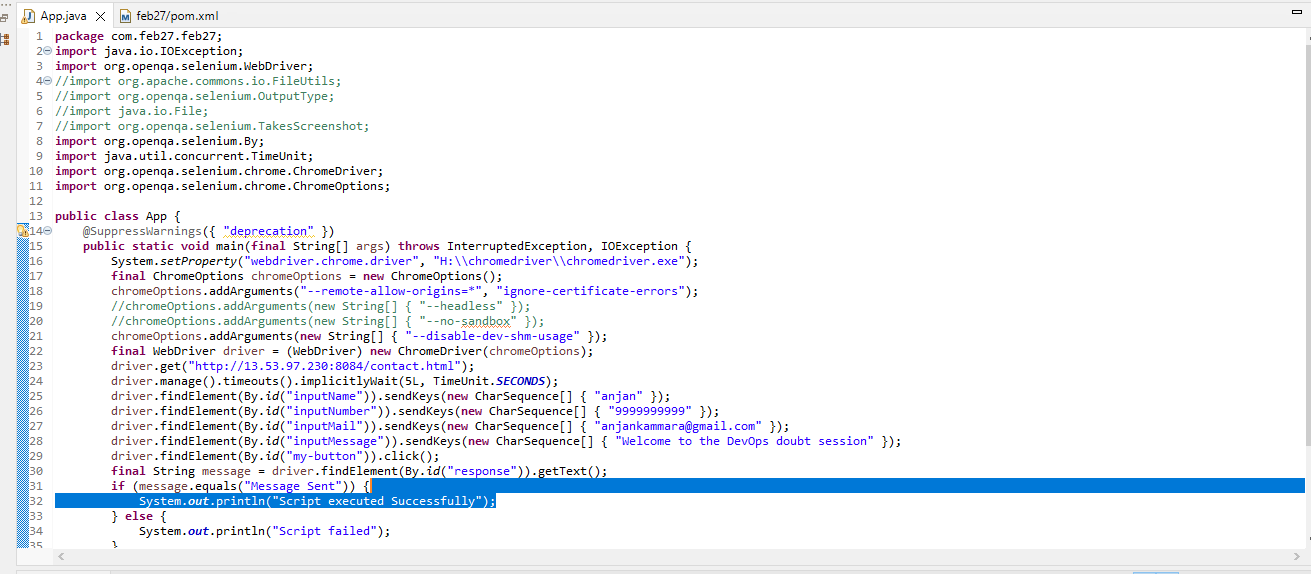 App.java feb27/pom.xml
1 package com.feb27.feb27;
2 import java.io.IOException;
3 import org.openqa.selenium.WebDriver;
4 //import org.apache.commons.io.FileUtils;
5 //import org.openqa.selenium.OutputType;
6 //import java.io.File;
7 //import org.openqa.selenium.TakesScreenshot;
8 import org.openqa.selenium.By;
9 import java.util.concurrent.TimeUnit;
10 import org.openqa.selenium.chrome.ChromeDriver;
11 import org.openqa.selenium.chrome.ChromeOptions;
12
13 public class App {
14 @SuppressWarnings({ "deprecation" })
15 public static void main(final String[] args) throws InterruptedException, IOException {
16 System.setProperty("webdriver.chrome.driver", "H:\\chromedriver\\chromedriver.exe");
17 final ChromeOptions chromeOptions = new ChromeOptions();
18 chromeOptions.addArguments("--remote-allow-origins=*", "ignore-certificate-errors");
19 //chromeOptions.addArguments(new String[] { "--headless" });
20 //chromeOptions.addArguments(new String[] { "--no-sandbox" });
21 chromeOptions.addArguments(new String[] { "--disable-dev-shm-usage" });
22 final WebDriver driver = (WebDriver) new ChromeDriver(chromeOptions);
23 driver.get("http://13.53.97.230:8084/contact.html");
24 driver.manage().timeouts().implicitlyWait(5L, TimeUnit.SECONDS);
25 driver.findElement(By.id("inputName")).sendKeys(new CharSequence[] { "anjan" });
26 driver.findElement(By.id("inputNumber")).sendKeys(new CharSequence[] { "9999999999" });
27 driver.findElement(By.id("inputMail")).sendKeys(new CharSequence[] { "anjankammara@gmail.com" });
28 driver.findElement(By.id("inputMessage")).sendKeys(new CharSequence[] { "Welcome to the DevOps doubt session" });
29 driver.findElement(By.id("my-button")).click();
30 final String message = driver.findElement(By.id("response")).getText();
31 if (message.equals("Message Sent")) {
32 System.out.println("Script executed Successfully");
33 } else {
34 System.out.println("Script failed");
35 }